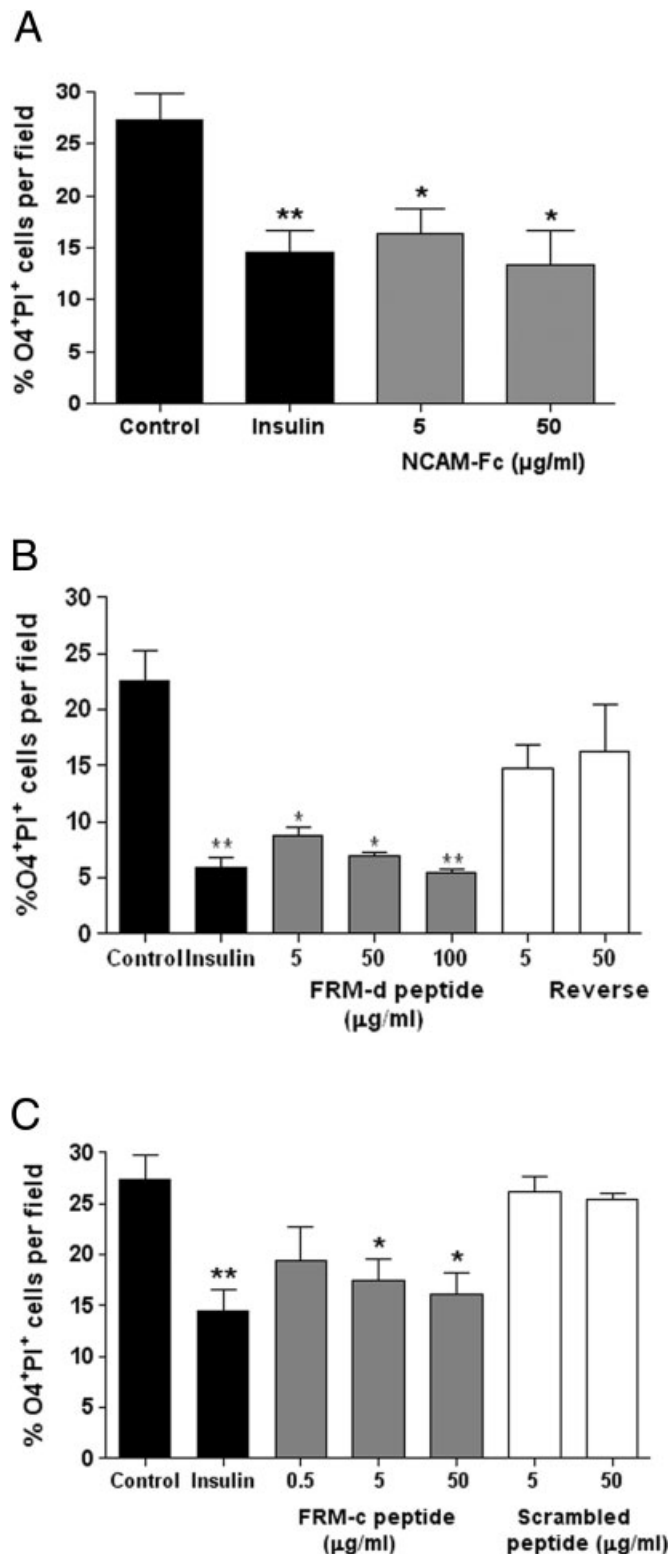 A
% O4⁺PI⁺ cells per field
30
25
20
15
10
5
0
** * *
Control Insulin 5 50
NCAM-Fc (µg/ml)
B
%O4⁺PI⁺ cells per field
30
25
20
15
10
5
0
** * * **
Control Insulin 5 50 100 5 50
FRM-d peptide Reverse
(µg/ml)
C
% O4⁺PI⁺ cells per field
30
25
20
15
10
5
0
** * *
Control Insulin 0.5 5 50 5 50
FRM-c peptide Scrambled
(µg/ml) peptide (µg/ml)